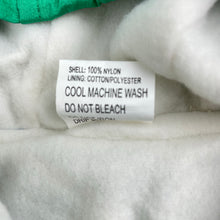 SHELL: 100% NYLON
LINING: COTTON/POLYESTER
COOL MACHINE WASH
DO NOT BLEACH